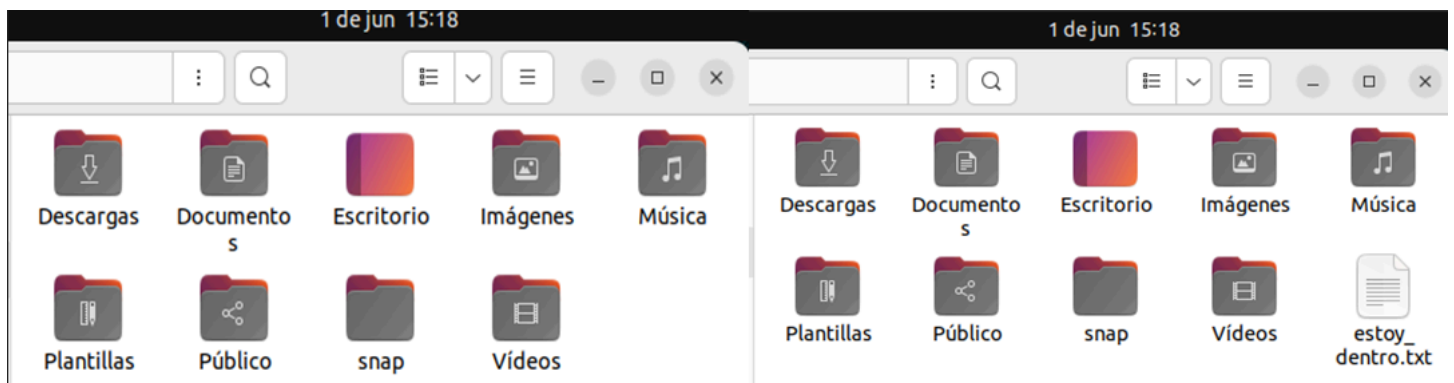 1 de jun 15:18
Descargas Documento
s Escritorio Imágenes Música
Plantillas Público snap Vídeos
1 de jun 15:18
Descargas Documento
s Escritorio Imágenes Música
Plantillas Público snap Vídeos estoy_
dentro.txt